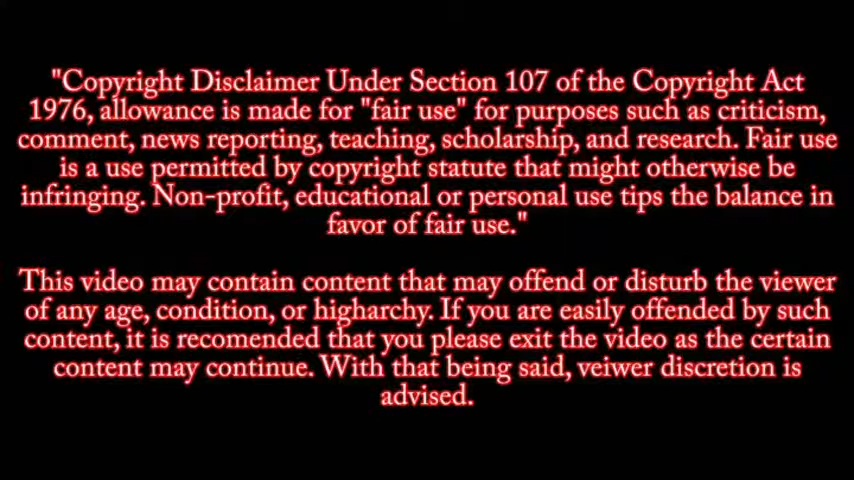 "Copyright Disclaimer Under Section 107 of the Copyright Act
1976, allowance is made for "fair use" for purposes such as criticism,
comment, news reporting, teaching, scholarship, and research. Fair use
is a use permitted by copyright statute that might otherwise be
infringing. Non-profit, educational or personal use tips the balance in
favor of fair use."
This video may contain content that may offend or disturb the viewer
of any age, condition, or higharchy. If you are easily offended by such
content, it is recomended that you please exit the video as the certain
content may continue. With that being said, veiwer discretion is
advised.